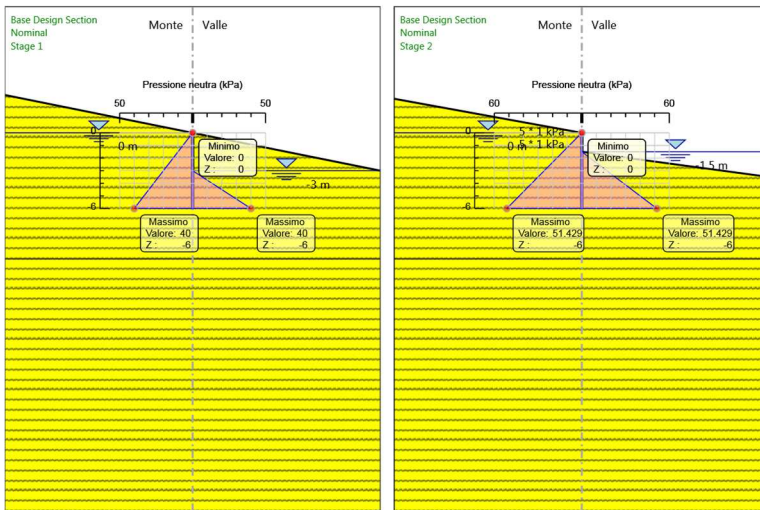 Base Design Section
Nominal
Stage 1
Monte Valle
Pressione neutra (kPa)
50 50
0
0 m
Minimo
Valore: 0
Z : 0
-3 m
-6
Massimo
Valore: 40
Z : -6
Massimo
Valore: 40
Z : -6
Base Design Section
Nominal
Stage 2
Monte Valle
Pressione neutra (kPa)
60 60
0
5 * 1 kPa
0 m
5 * 1 kPa
Minimo
Valore: 0
Z : 0
-1.5 m
-6
Massimo
Valore: 51.429
Z : -6
Massimo
Valore: 51.429
Z : -6